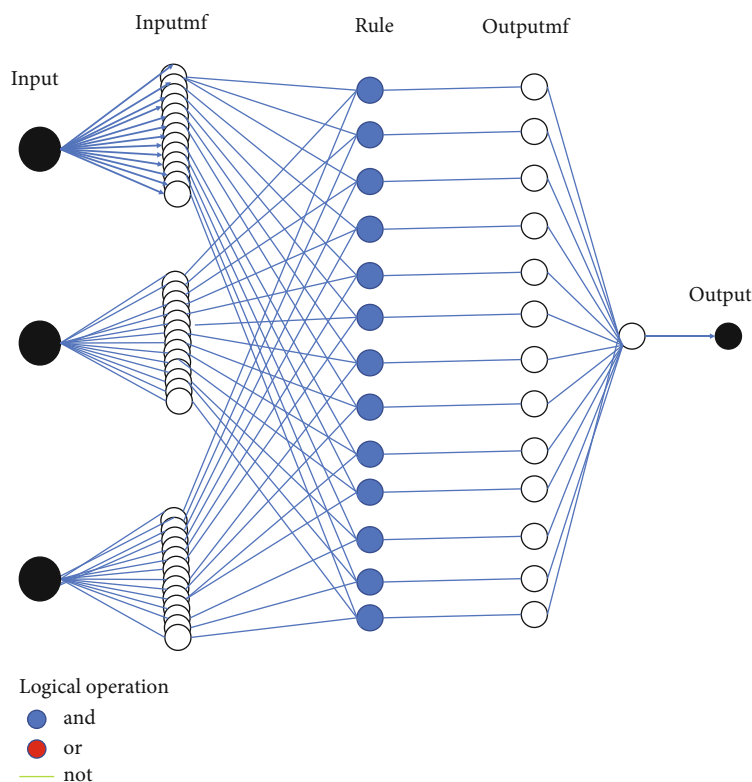 Inputmf
Rule
Outputmf
Input
Output
Logical operation
and
or
not